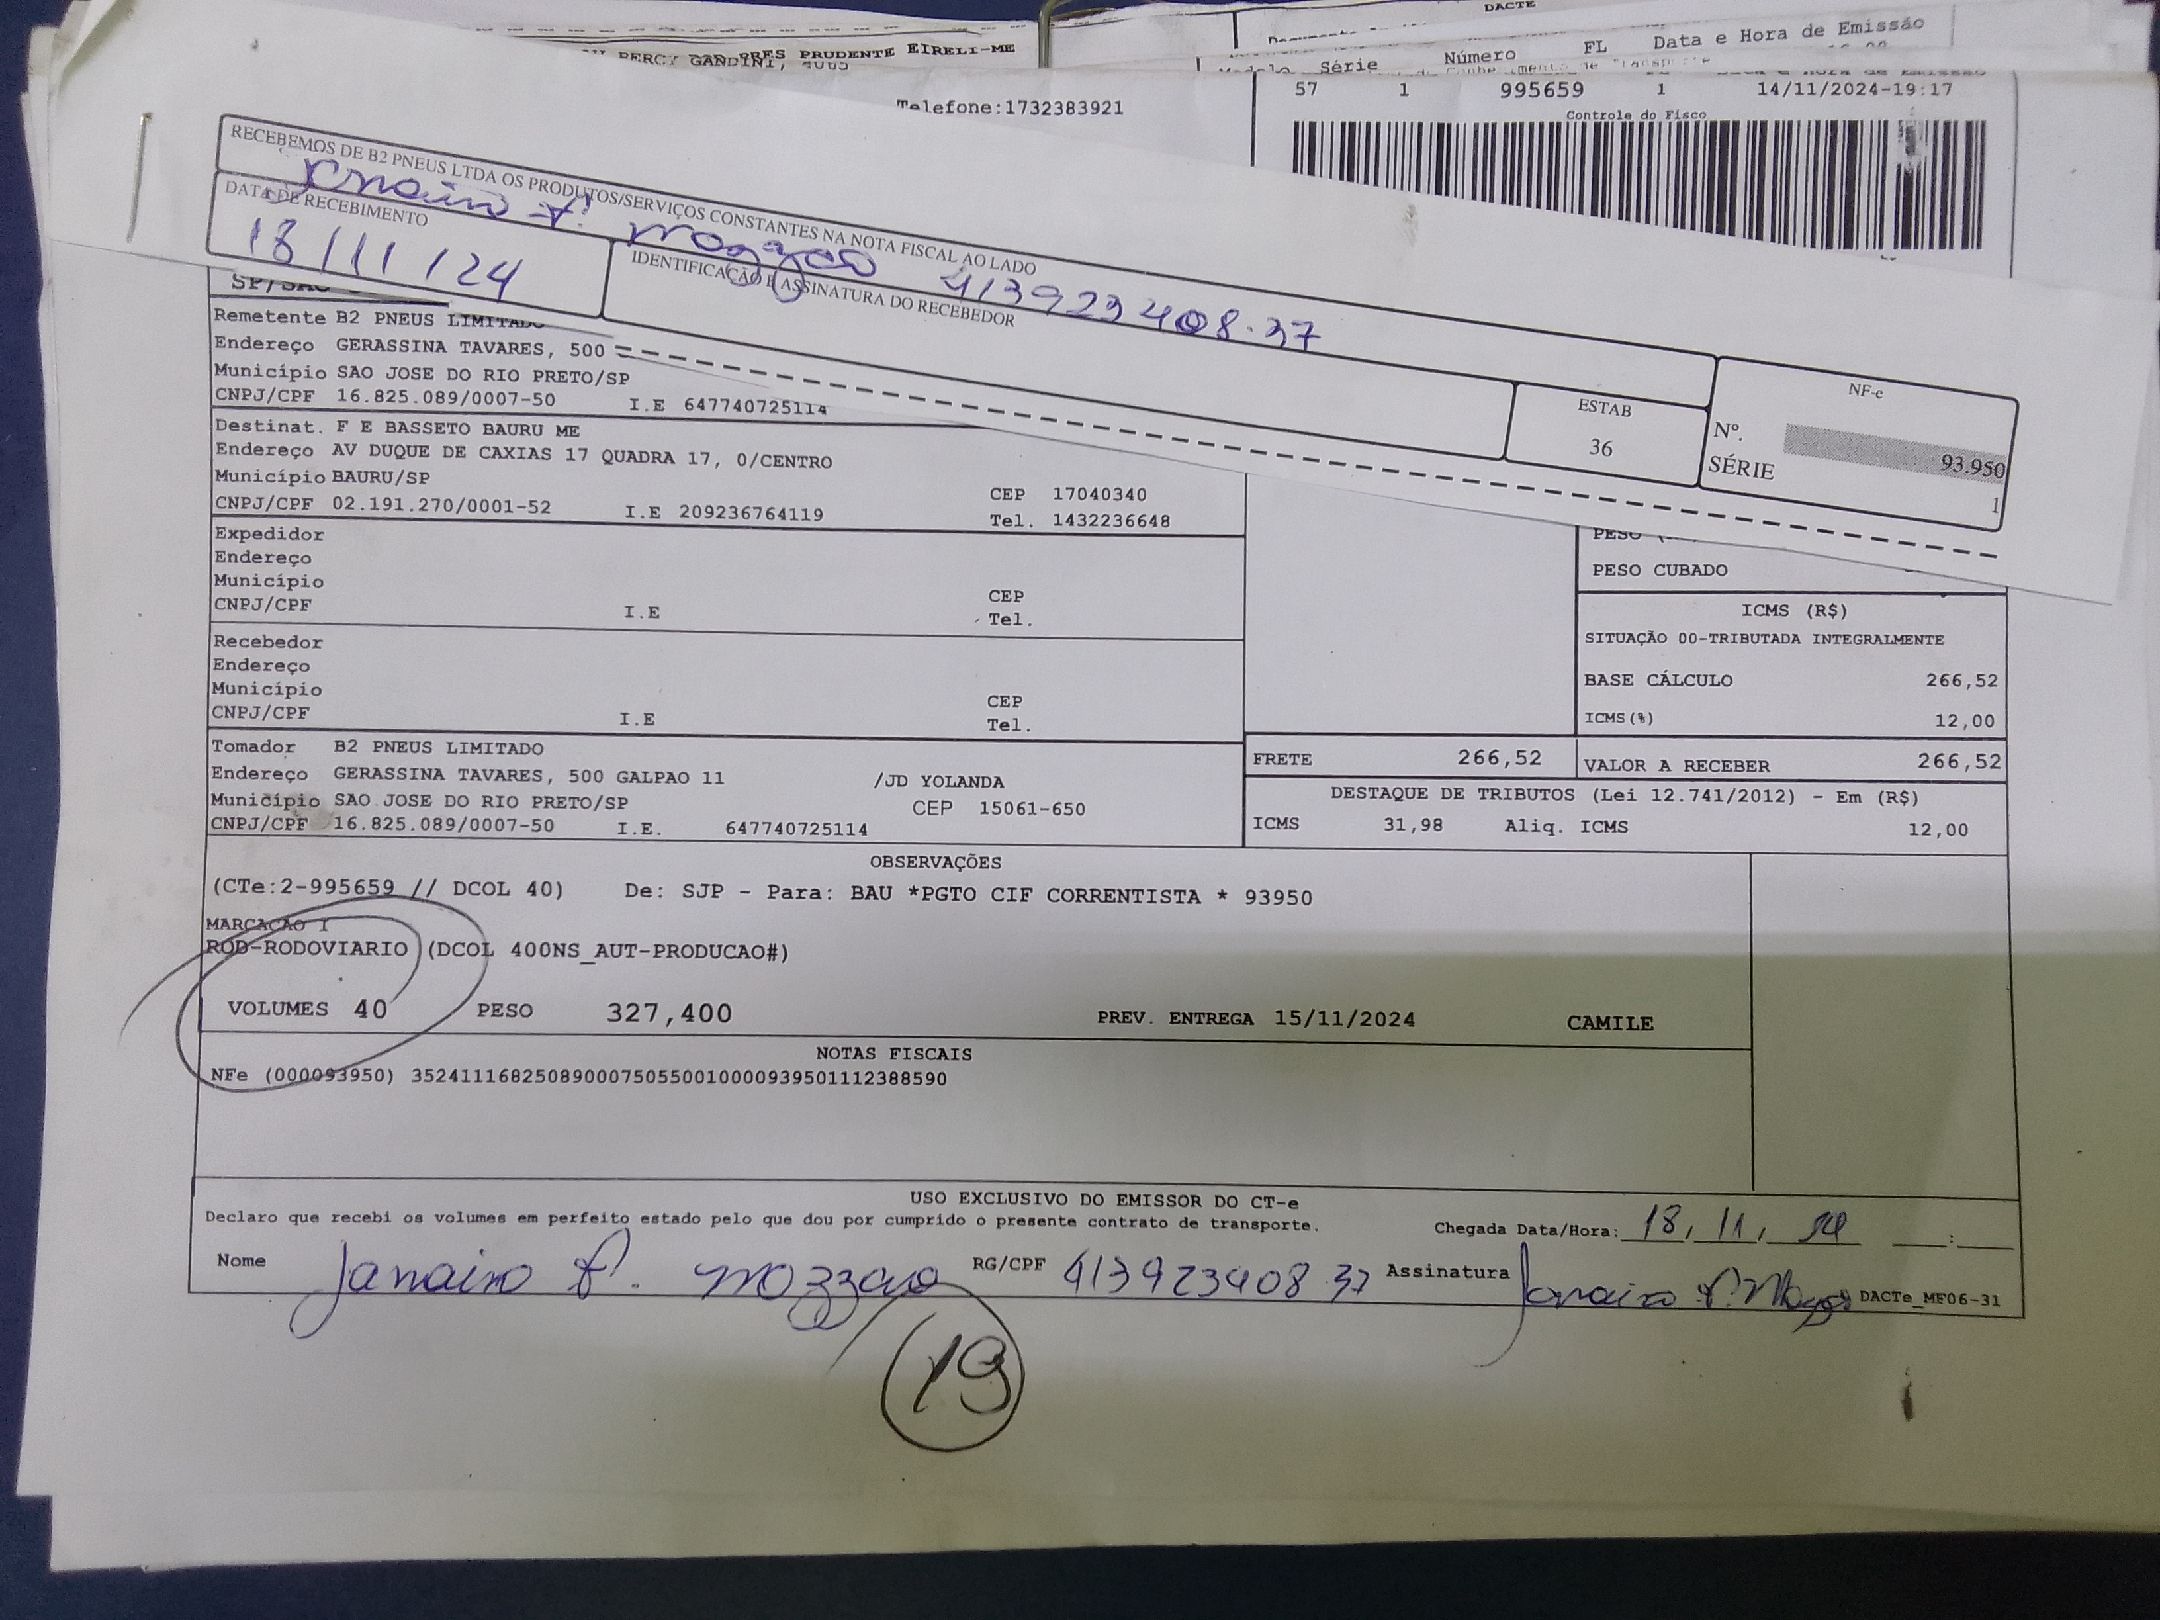 DACTE
PERCY GANDINI,
PRES PRUDENTE EIRELI-ME
Série Número FL Data e Hora de Emissão
57 1 995659 1 14/11/2024-19:17
Telefone:1732383921
Controle do Fisco
RECEBEMOS DE B2 PNEUS LTDA OS PRODUTOS/SERVIÇOS CONSTANTES NA NOTA FISCAL AO LADO
DATA DE RECEBIMENTO
18/11/24
IDENTIFICAÇÃO E ASSINATURA DO RECEBEDOR
413923408.37
ESTAB
36
NF-e
Nº. 93.950
SÉRIE 1
Remetente B2 PNEUS LIMITADO
Endereço GERASSINA TAVARES, 500
Município SAO JOSE DO RIO PRETO/SP
CNPJ/CPF 16.825.089/0007-50 I.E 647740725114
Destinat. F E BASSETO BAURU ME
Endereço AV DUQUE DE CAXIAS 17 QUADRA 17, 0/CENTRO
Município BAURU/SP CEP 17040340
CNPJ/CPF 02.191.270/0001-52 I.E 209236764119 Tel. 1432236648
Expedidor
Endereço
Município CEP
CNPJ/CPF I.E Tel.
Recebedor
Endereço
Município CEP
CNPJ/CPF I.E Tel.
PESO
PESO CUBADO
ICMS (R$)
SITUAÇÃO 00-TRIBUTADA INTEGRALMENTE
BASE CÁLCULO 266,52
ICMS(%) 12,00
Tomador B2 PNEUS LIMITADO
Endereço GERASSINA TAVARES, 500 GALPAO 11 /JD YOLANDA
Município SAO JOSE DO RIO PRETO/SP CEP 15061-650
CNPJ/CPF 16.825.089/0007-50 I.E. 647740725114
FRETE 266,52 VALOR A RECEBER 266,52
DESTAQUE DE TRIBUTOS (Lei 12.741/2012) - Em (R$)
ICMS 31,98 Aliq. ICMS 12,00
OBSERVAÇÕES
(CTe:2-995659 // DCOL 40) De: SJP - Para: BAU *PGTO CIF CORRENTISTA * 93950
MARCACAO I
ROD-RODOVIARIO (DCOL 400NS_AUT-PRODUCAO#)
VOLUMES 40 PESO 327,400 PREV. ENTREGA 15/11/2024 CAMILE
NOTAS FISCAIS
NFe (000093950) 35241116825089000750550010000939501112388590
USO EXCLUSIVO DO EMISSOR DO CT-e
Declaro que recebi os volumes em perfeito estado pelo que dou por cumprido o presente contrato de transporte.
Chegada Data/Hora: 18, 11, 24 :
Nome Janaina P. Mozzao RG/CPF 413923408 37 Assinatura Janaina P. DACTe_MF06-31
19